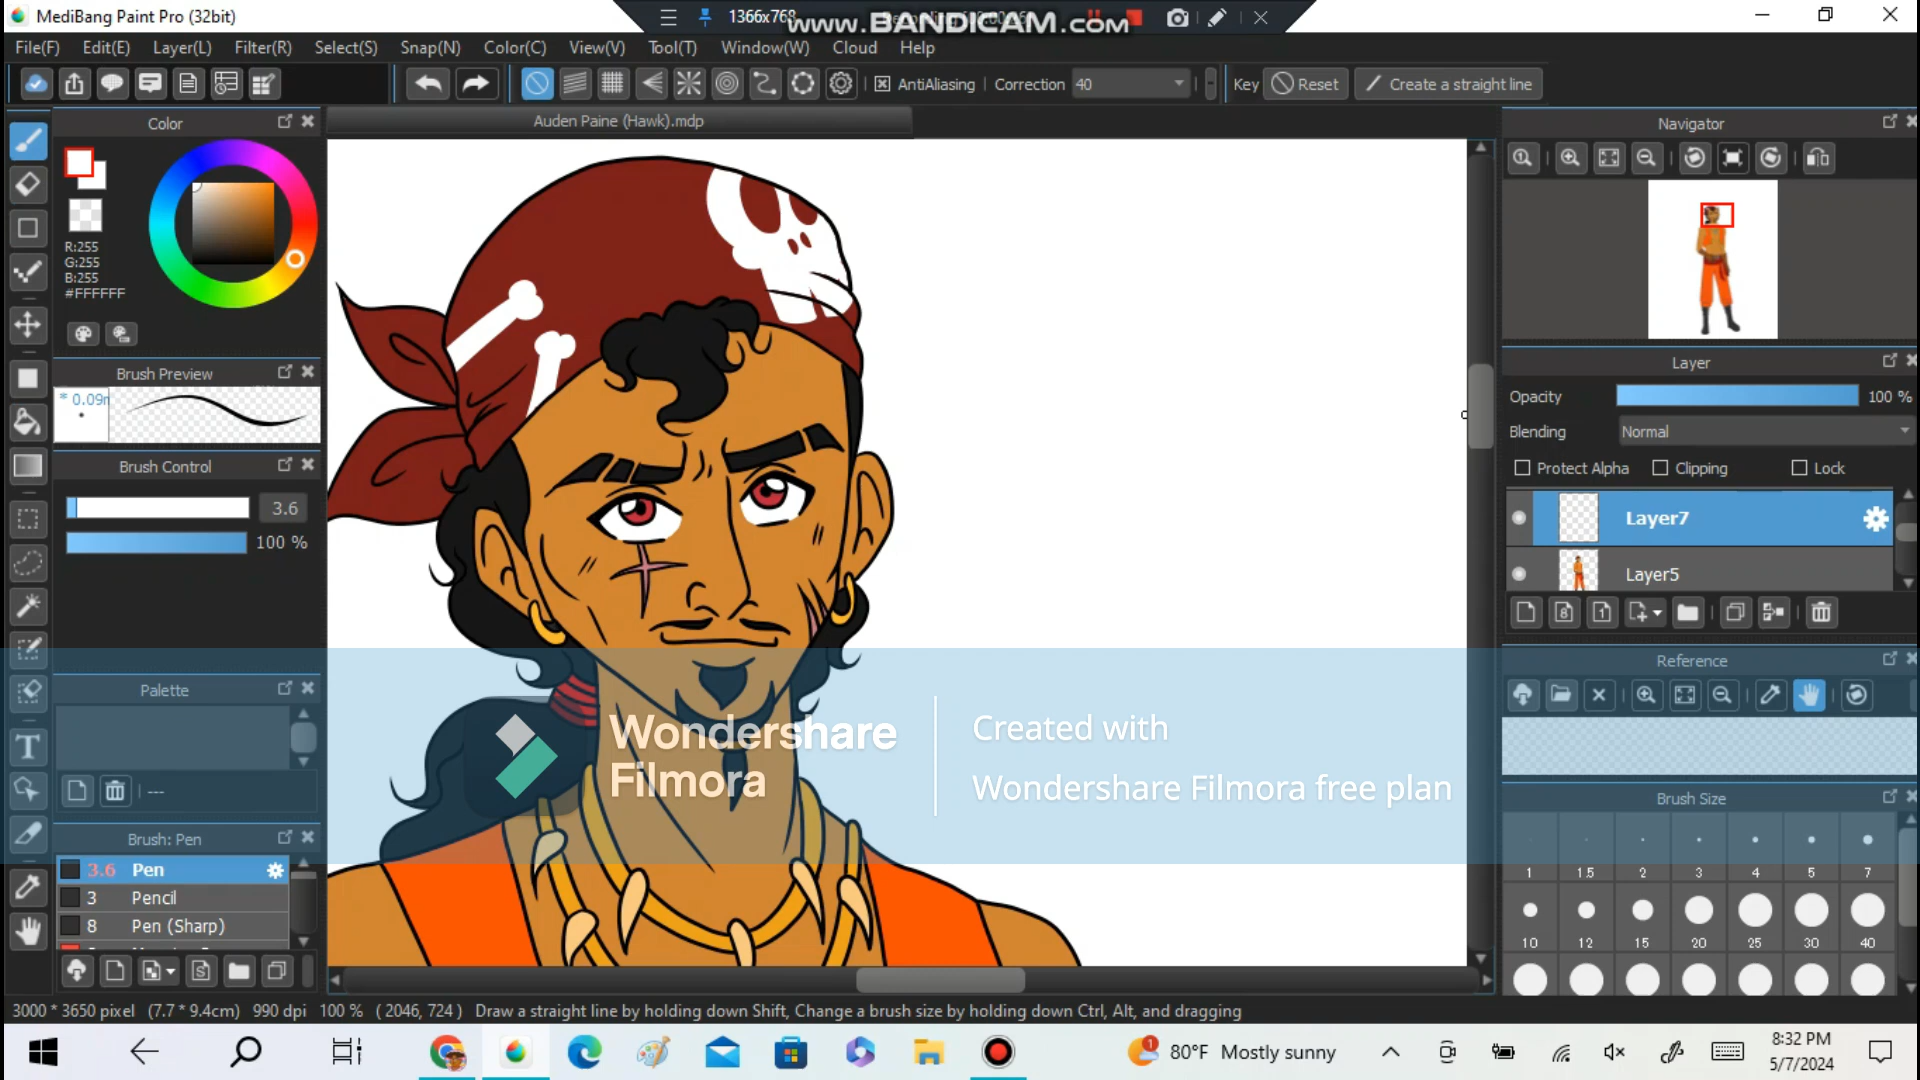 MediBang Paint Pro (32bit)
1366x768
www.BANDICAM.com
File(F) Edit(E) Layer(L) Filter(R) Select(S) Snap(N) Color(C) View(V) Tool(T) Window(W) Cloud Help
AntiAliasing Correction 40 Key Reset Create a straight line
Color
Auden Paine (Hawk).mdp
Navigator
R:255
G:255
B:255
#FFFFFF
Layer
Brush Preview
* 0.09
Opacity 100 %
Blending Normal
Brush Control
Protect Alpha Clipping Lock
3.6
Layer7
100 %
Layer5
8 1
Reference
Palette
Wondershare
Filmora
Created with
Wondershare Filmora free plan
---
Brush Size
Brush: Pen
3.6 Pen
3 Pencil
8 Pen (Sharp)
1 1.5 2 3 4 5 7
10 12 15 20 25 30 40
3000 * 3650 pixel (7.7 * 9.4cm) 990 dpi 100 % ( 2046, 724 ) Draw a straight line by holding down Shift, Change a brush size by holding down Ctrl, Alt, and dragging
1 80°F Mostly sunny
8:32 PM
5/7/2024